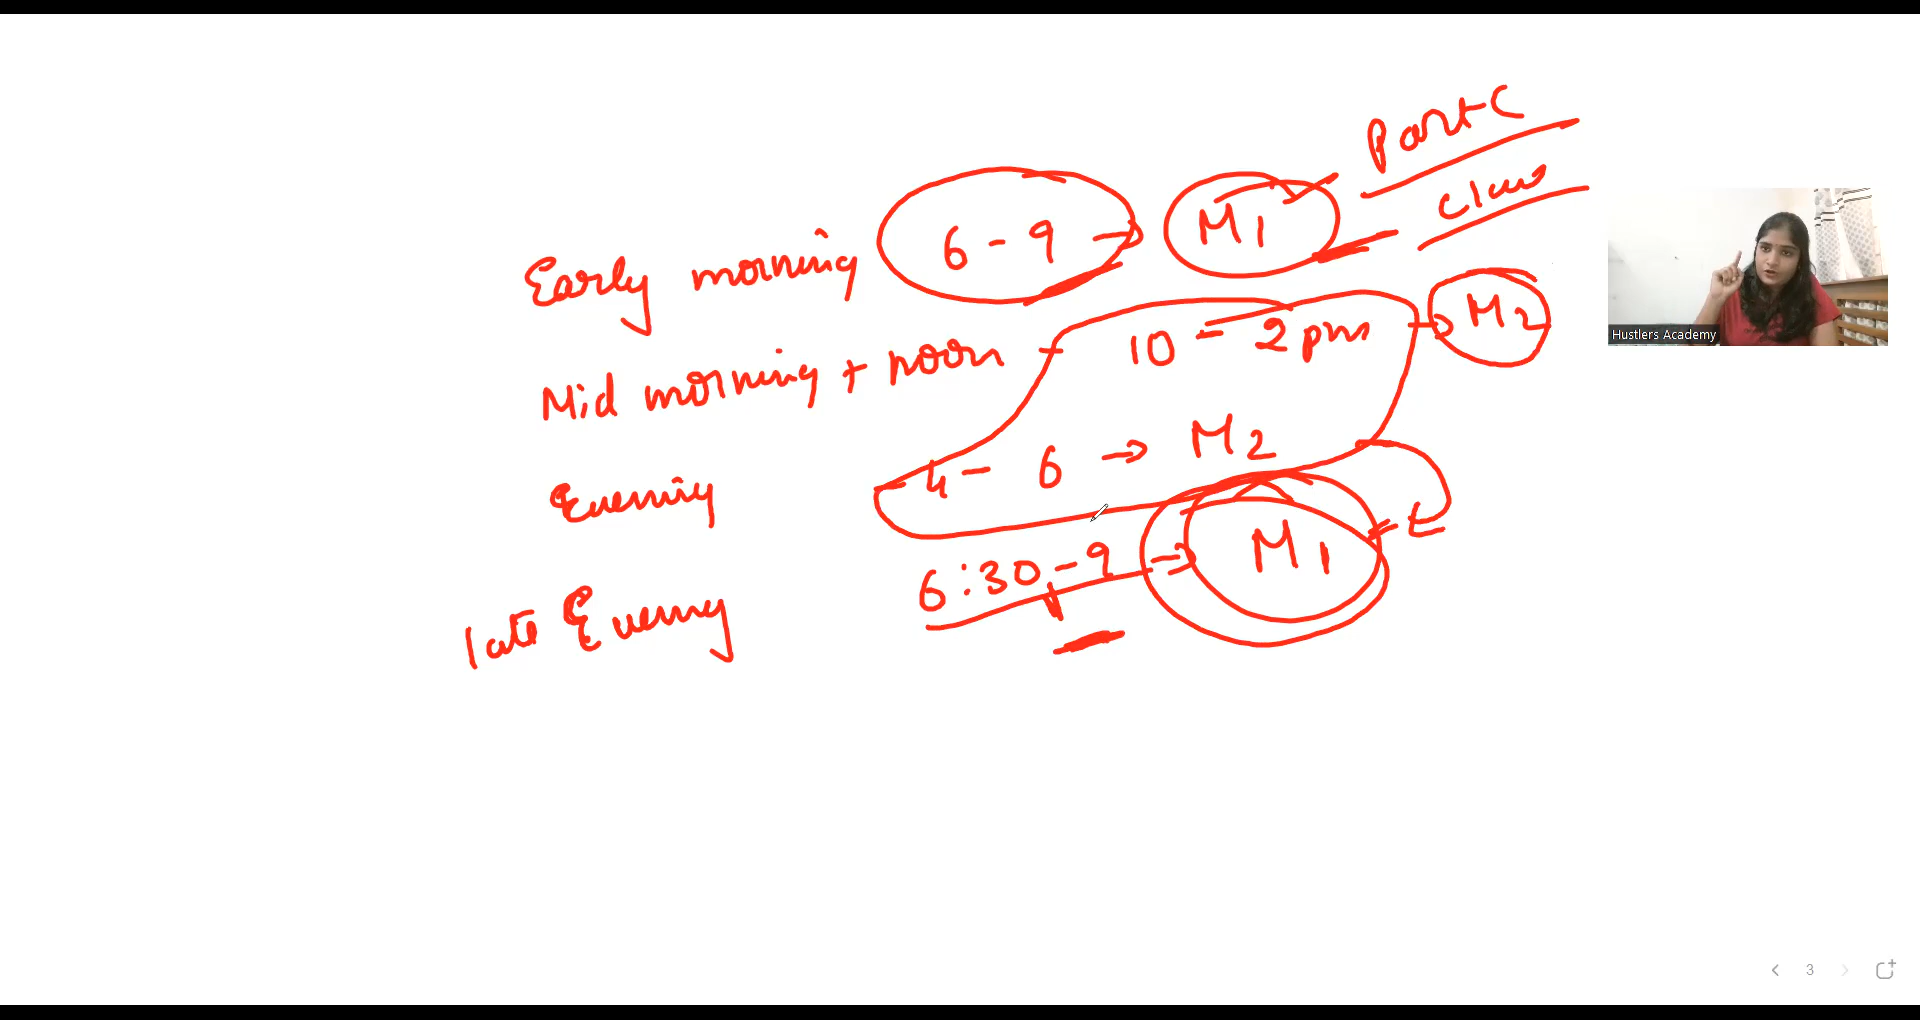 Part C
class
Early morning 6 - 9 → M1
Mid morning + noon - 10 - 2 pm → M2
Evening 4 - 6 → M2
late Evening 6:30 - 9 → M1
Hustlers Academy
3